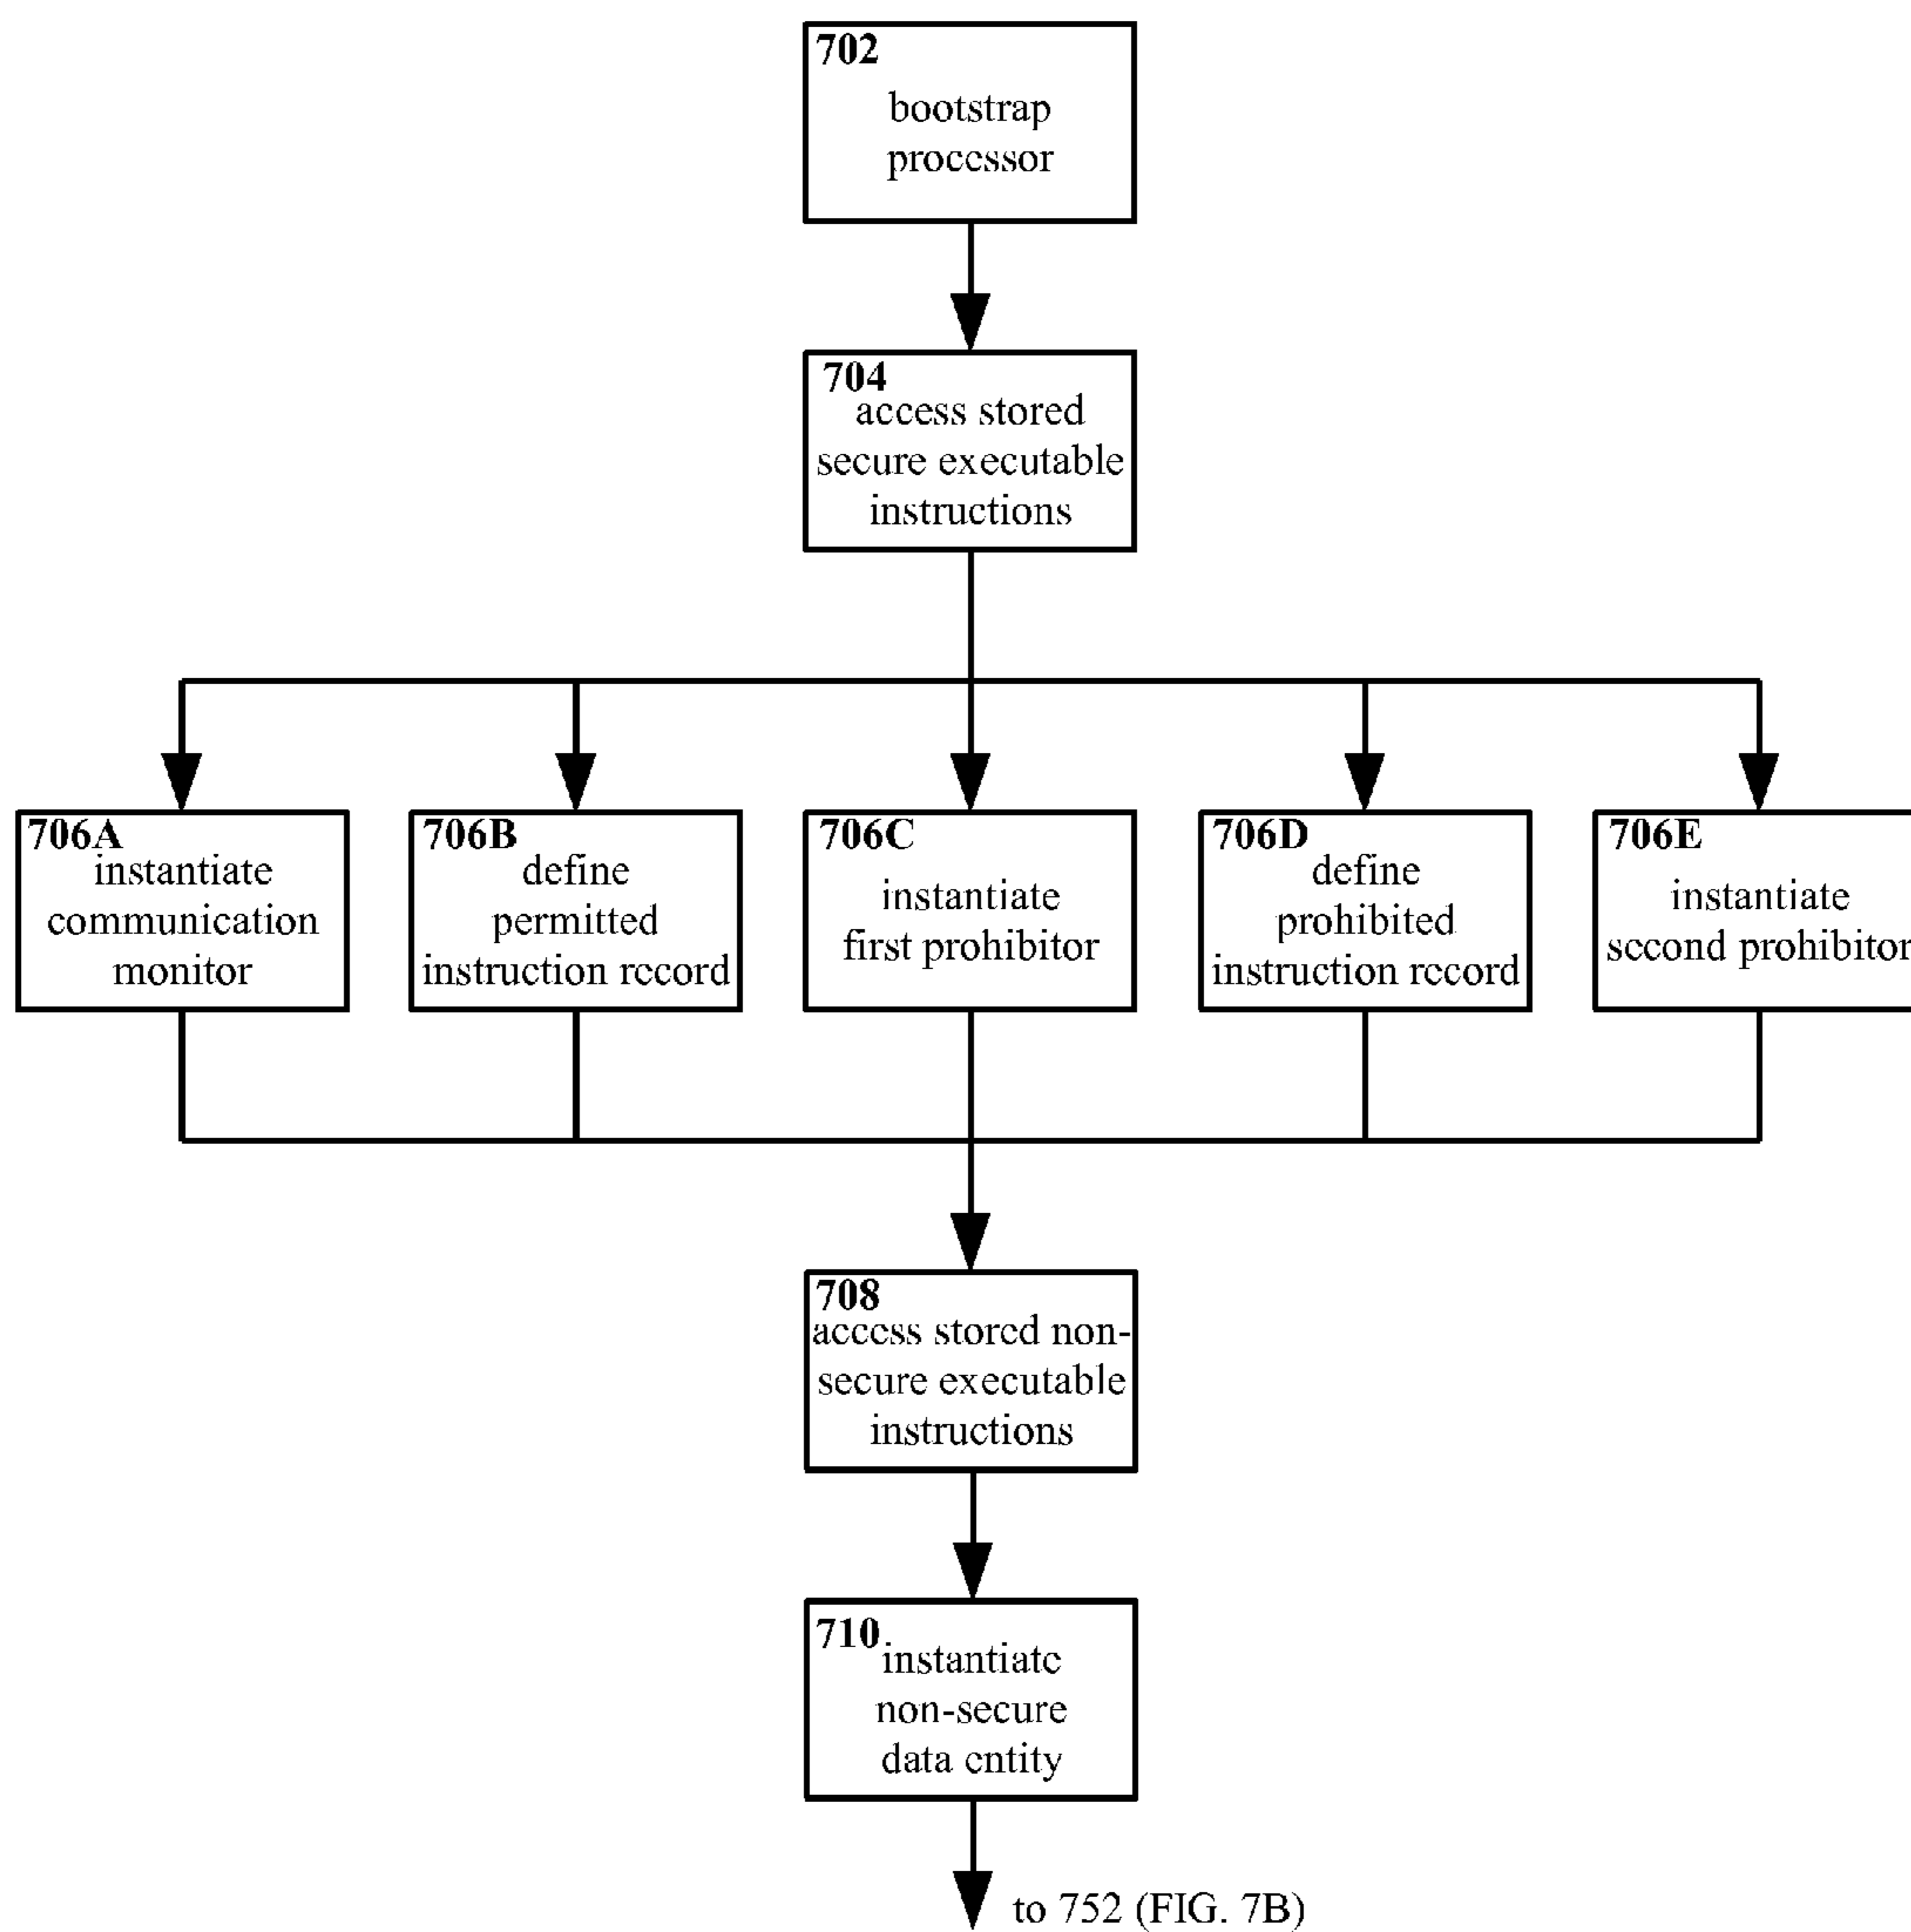 702
bootstrap
processor
704
access stored
secure executable
instructions
706A
instantiate
communication
monitor
706B
define
permitted
instruction record
706C
instantiate
first prohibitor
706D
define
prohibited
instruction record
706E
instantiate
second prohibitor
708
access stored non-
secure executable
instructions
710
instantiate
non-secure
data entity
to 752 (FIG. 7B)